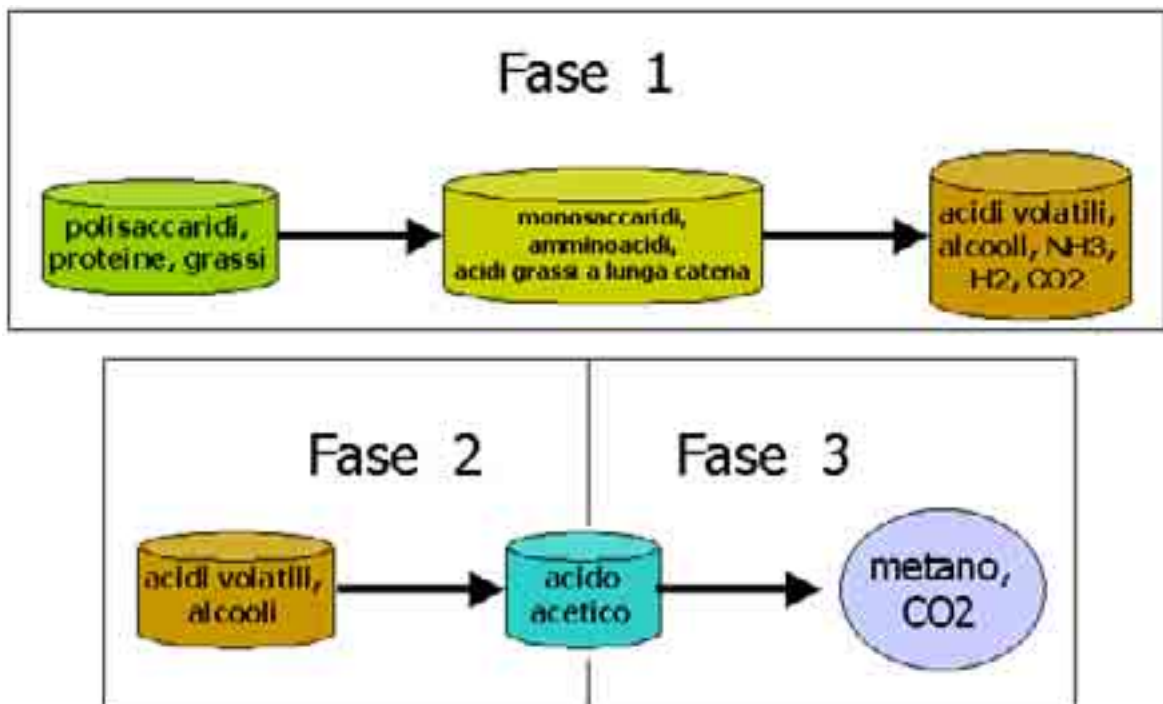 Fase 1
polisaccaridi,
proteine, grassi
monosaccaridi,
amminoacidi,
acidi grassi a lunga catena
acidi volatili,
alcooli, NH3,
H2, CO2
Fase 2
acidi volatili,
alcooli
acido
acetico
Fase 3
metano,
CO2